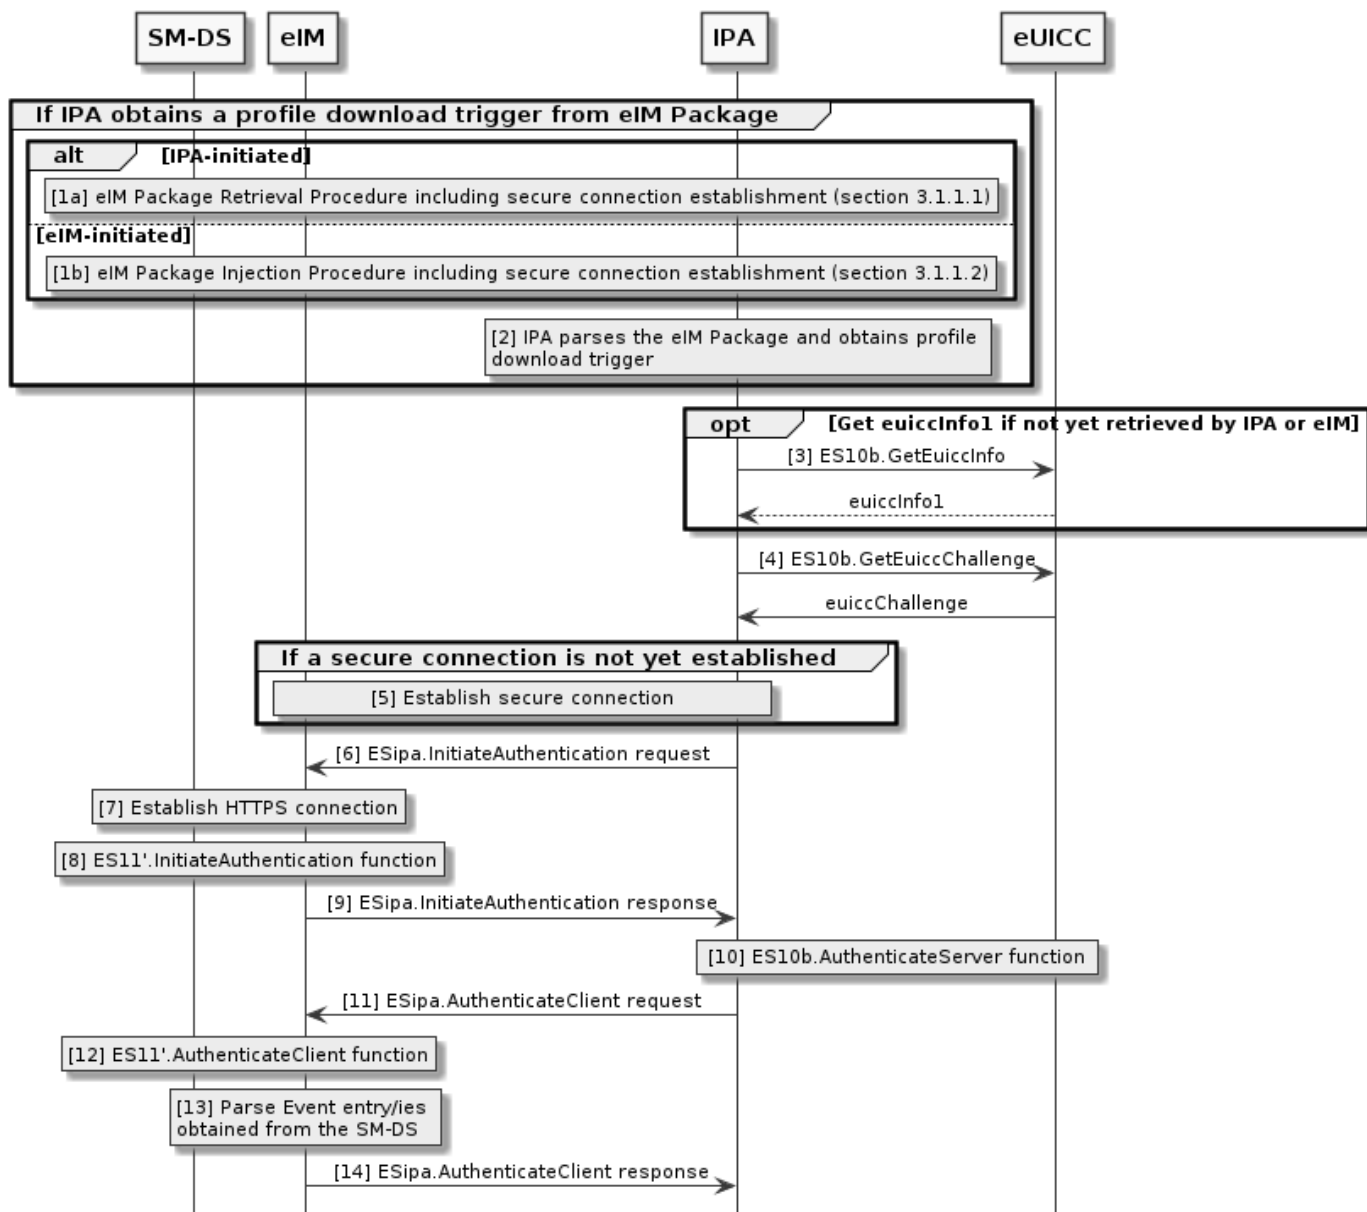 SM-DS
eIM
IPA
eUICC
If IPA obtains a profile download trigger from eIM Package
alt
[IPA-initiated]
[1a] eIM Package Retrieval Procedure including secure connection establishment (section 3.1.1.1)
[eIM-initiated]
[1b] eIM Package Injection Procedure including secure connection establishment (section 3.1.1.2)
[2] IPA parses the eIM Package and obtains profile
download trigger
opt
[Get euiccInfo1 if not yet retrieved by IPA or eIM]
[3] ES10b.GetEuiccInfo
euiccInfo1
[4] ES10b.GetEuiccChallenge
euiccChallenge
If a secure connection is not yet established
[5] Establish secure connection
[6] ESipa.InitiateAuthentication request
[7] Establish HTTPS connection
[8] ES11'.InitiateAuthentication function
[9] ESipa.InitiateAuthentication response
[10] ES10b.AuthenticateServer function
[11] ESipa.AuthenticateClient request
[12] ES11'.AuthenticateClient function
[13] Parse Event entry/ies
obtained from the SM-DS
[14] ESipa.AuthenticateClient response